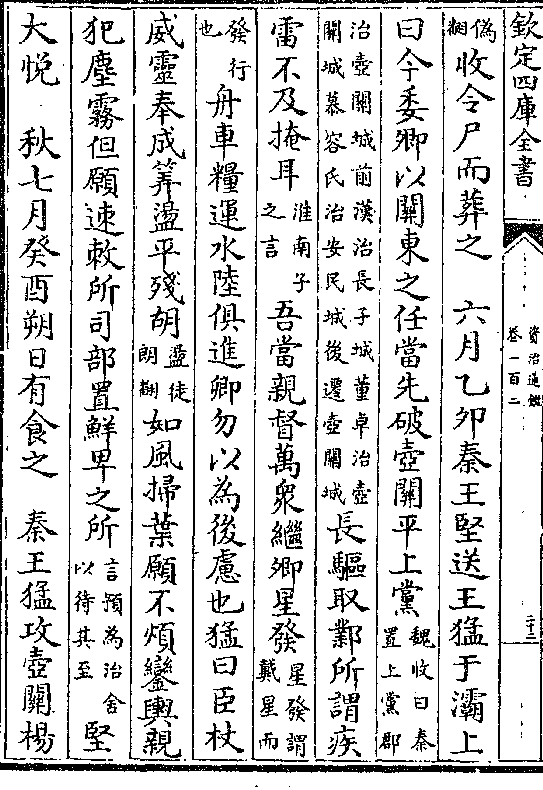 欽定四庫全書
資治通鑑
卷一百二
偽翻收令尸而葬之　六月乙卯秦王堅送王猛于灞上
曰今委卿以關東之任當先破壺關平上黨魏收曰秦置上黨郡
治壺關城前漢治長子城董卓治壺關城慕容氏治安民城後遷壺關城長驅取鄴所謂疾
雷不及掩耳淮南子之言吾當親督萬衆繼卿星發星發謂戴星而
發行也舟車糧運水陸俱進卿勿以為後慮也猛曰臣杖
威靈奉成筭盪平殘胡盪徒朗翻如風掃葉願不煩鑾輿親
犯塵霧但願速敕所司部置鮮卑之所言預為治舍以待其至堅
大悦　秋七月癸酉朔日有食之　秦王猛攻壺關楊